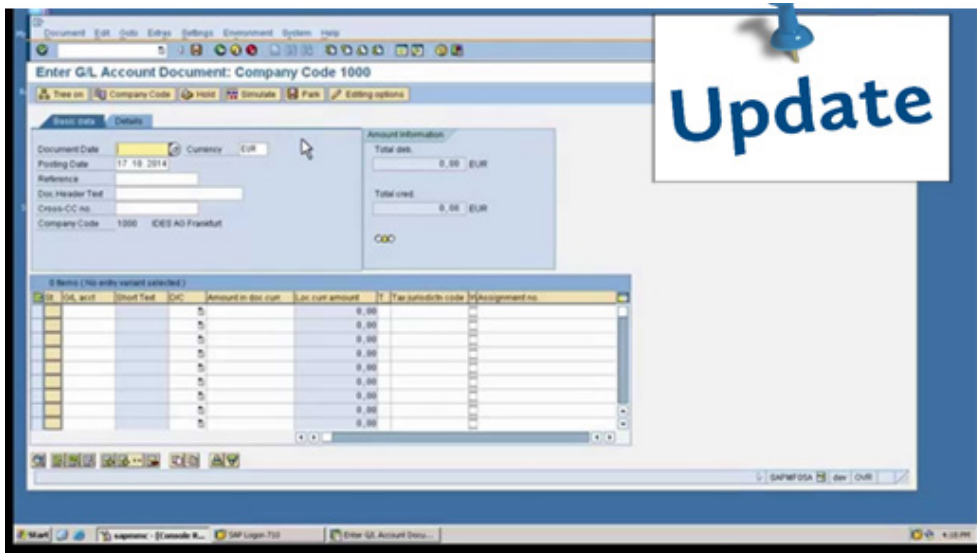 Document Edit Goto Extras Settings Environment System Help
Update
Enter G/L Account Document: Company Code 1000
Tree on Company Code Hold Simulate Park Editing options
Basic data Details
Amount Information
Document Date Currency EUR Total deb.
Posting Date 17 10 2014 0,00 EUR
Reference
Doc.Header Text Total cred.
Cross-CC no. 0,00 EUR
Company Code 1000 IDES AG Frankfurt
0 Items ( No entry variant selected )
St. G/L acct Short Text D/C Amount in doc.curr. Loc.curr.amount T.. Tax jurisdictn code Assignment no.
0,00
0,00
0,00
0,00
0,00
0,00
0,00
0,00
0,00
SAPMF05A dev OVR
Start sapmmc - [Console R... SAP Logon 710 Enter G/L Account Docu... 4:18 PM